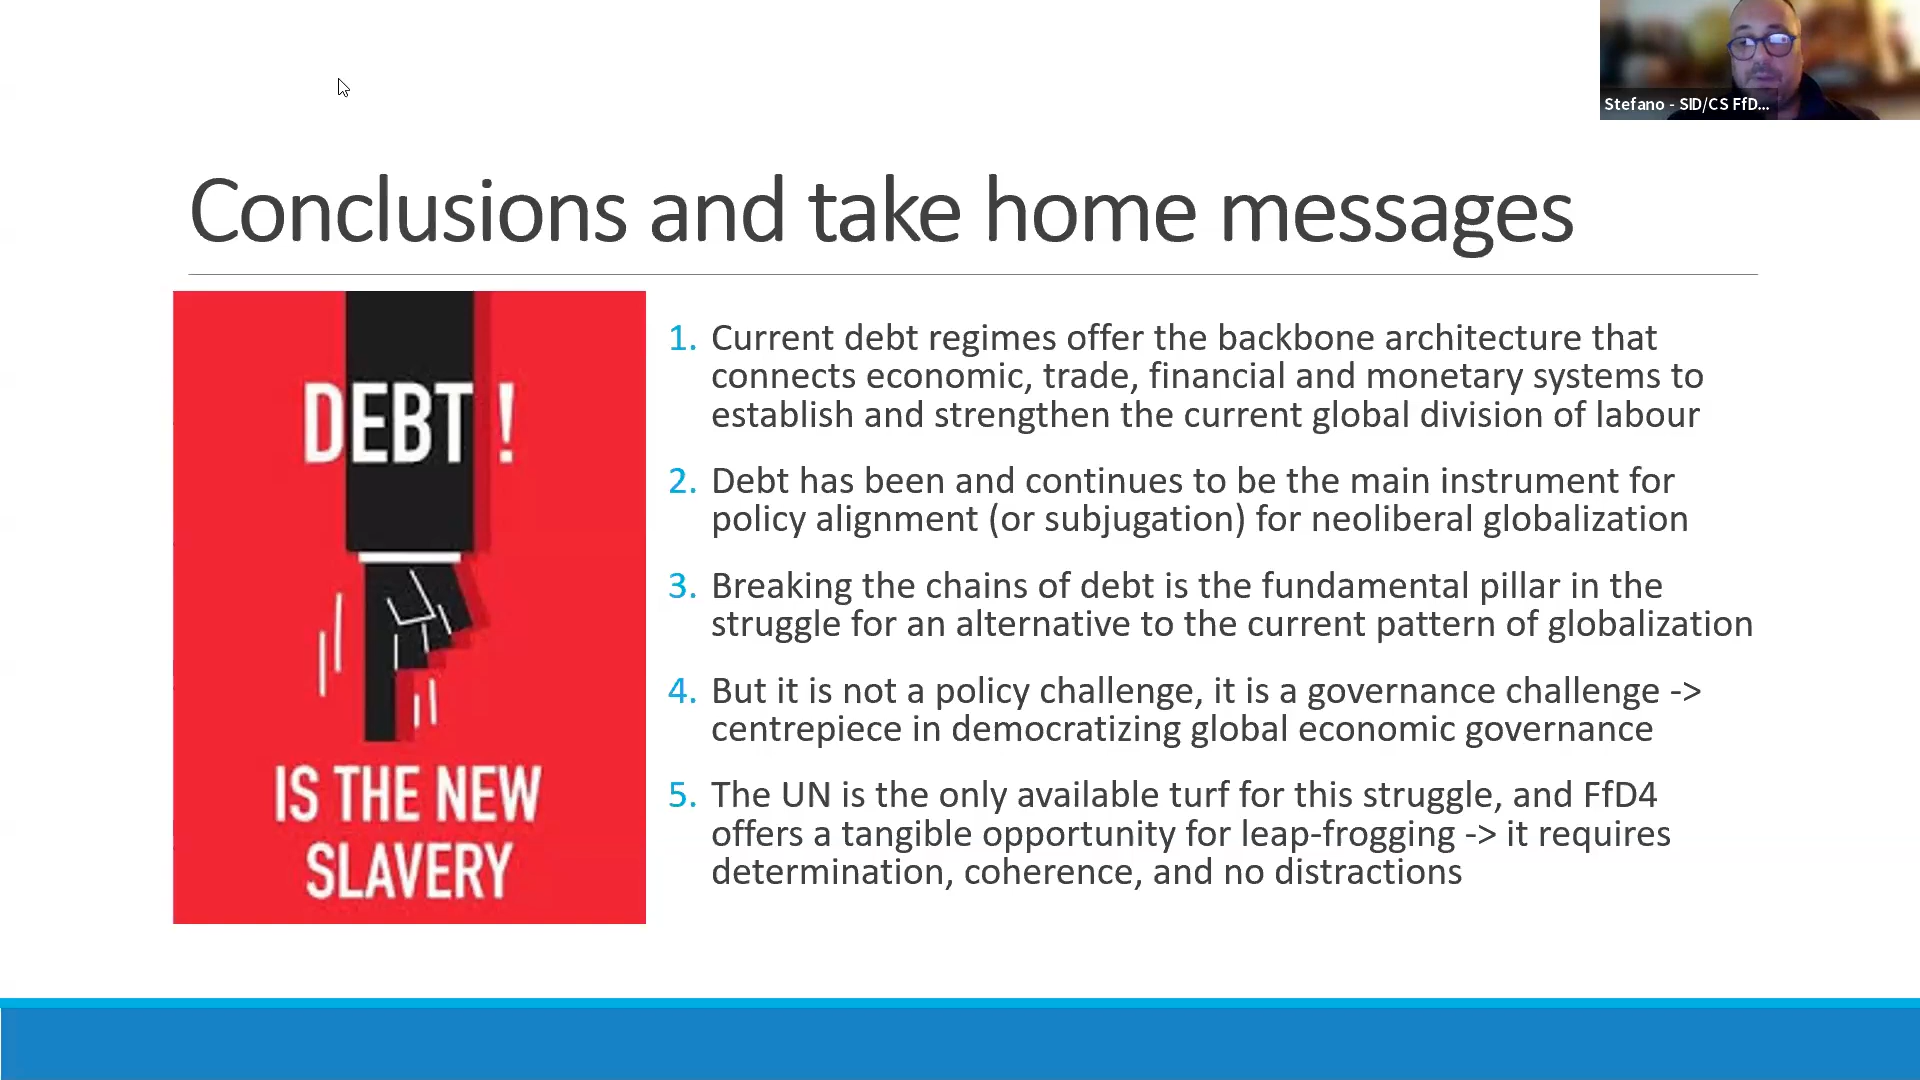 Stefano - SID/CS FfD...
Conclusions and take home messages
DEBT !
IS THE NEW
SLAVERY
1. Current debt regimes offer the backbone architecture that
connects economic, trade, financial and monetary systems to
establish and strengthen the current global division of labour
2. Debt has been and continues to be the main instrument for
policy alignment (or subjugation) for neoliberal globalization
3. Breaking the chains of debt is the fundamental pillar in the
struggle for an alternative to the current pattern of globalization
4. But it is not a policy challenge, it is a governance challenge ->
centrepiece in democratizing global economic governance
5. The UN is the only available turf for this struggle, and FfD4
offers a tangible opportunity for leap-frogging -> it requires
determination, coherence, and no distractions